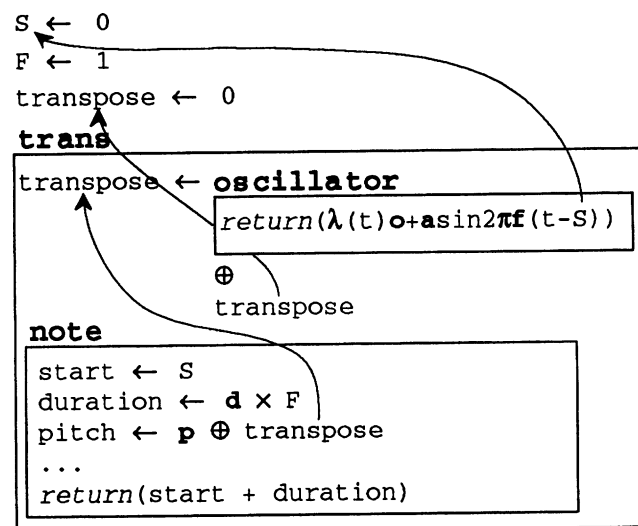 S ← 0
F ← 1
transpose ← 0
trans
transpose ← oscillator
return(λ(t)o+asin2πf(t-S))
⊕
transpose
note
start ← S
duration ← d × F
pitch ← p ⊕ transpose
...
return(start + duration)